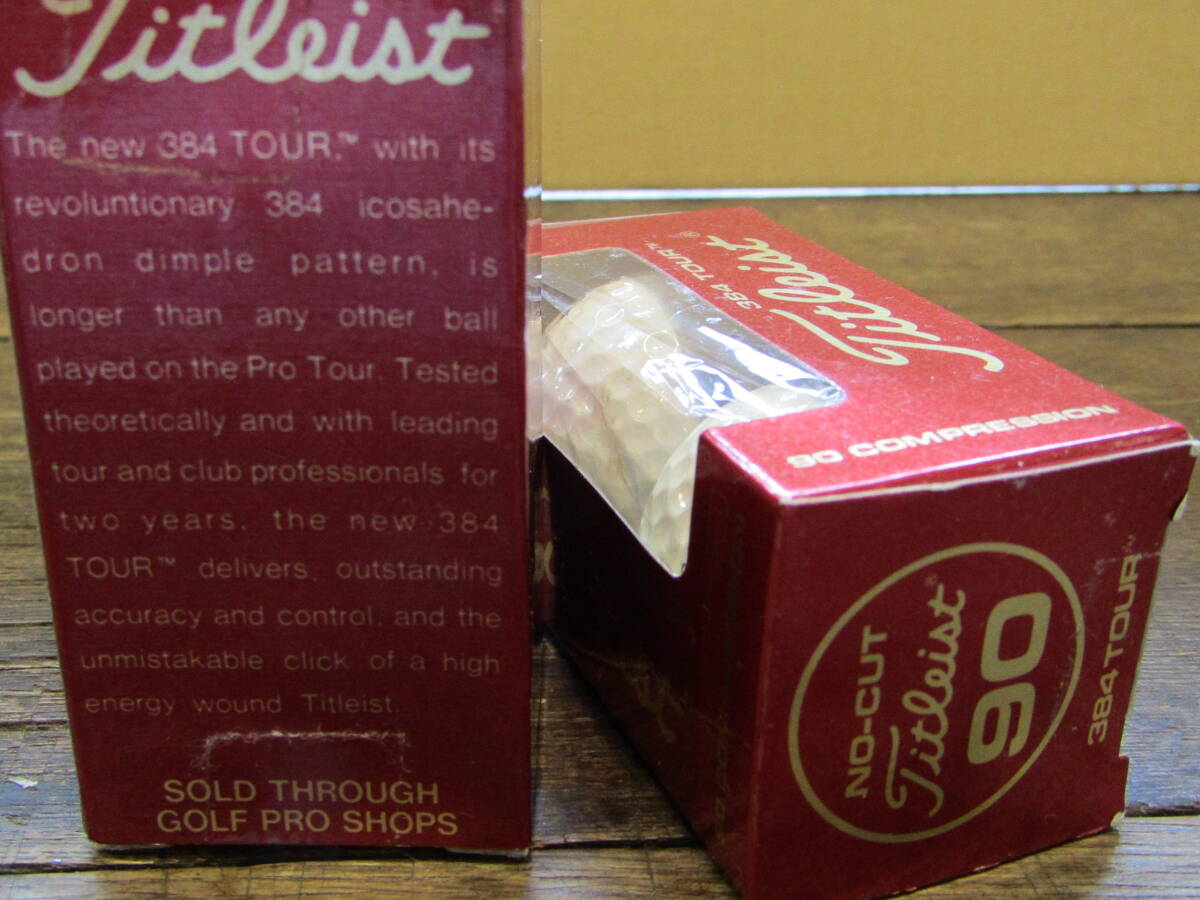 Titleist
The new 384 TOUR,™ with its
revoluntionary 384 icosahe-
dron dimple pattern, is
longer than any other ball
played on the Pro Tour. Tested
theoretically and with leading
tour and club professionals for
two years, the new 384
TOUR™ delivers outstanding
accuracy and control, and the
unmistakable click of a high
energy wound Titleist.
SOLD THROUGH
GOLF PRO SHOPS
Titleist®
384 TOUR™
90 COMPRESSION
NO-CUT
Titleist®
90
384 TOUR™